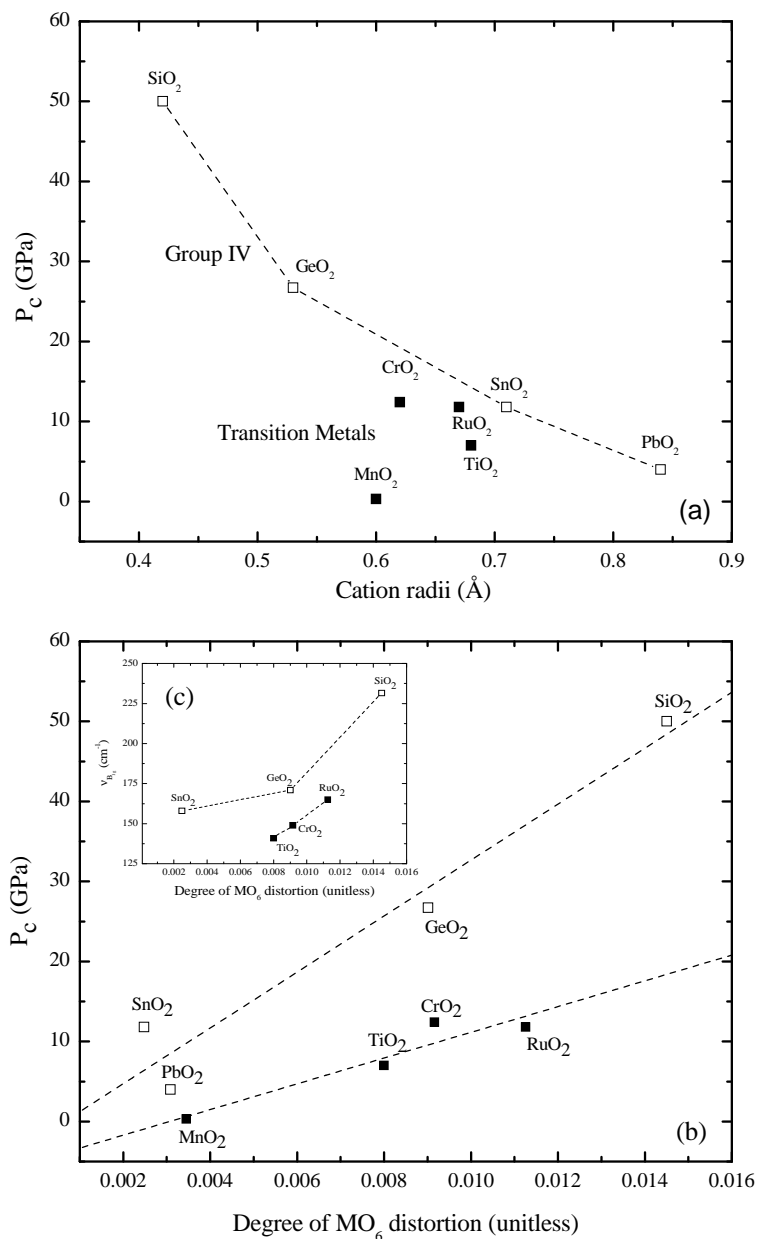 60
50
40
30
20
10
0
P_C (GPa)
SiO₂
Group IV
GeO₂
CrO₂
SnO₂
RuO₂
Transition Metals
TiO₂
PbO₂
MnO₂
(a)
0.4 0.5 0.6 0.7 0.8 0.9
Cation radii (Å)
60
50
40
30
20
10
0
P_C (GPa)
250
225
200
175
150
125
(c)
SiO₂
GeO₂
RuO₂
SnO₂
CrO₂
TiO₂
0.002 0.004 0.006 0.008 0.010 0.012 0.014 0.016
Degree of MO₆ distortion (unitless)
SiO₂
GeO₂
SnO₂
CrO₂
TiO₂
RuO₂
PbO₂
MnO₂
(b)
0.002 0.004 0.006 0.008 0.010 0.012 0.014 0.016
Degree of MO₆ distortion (unitless)